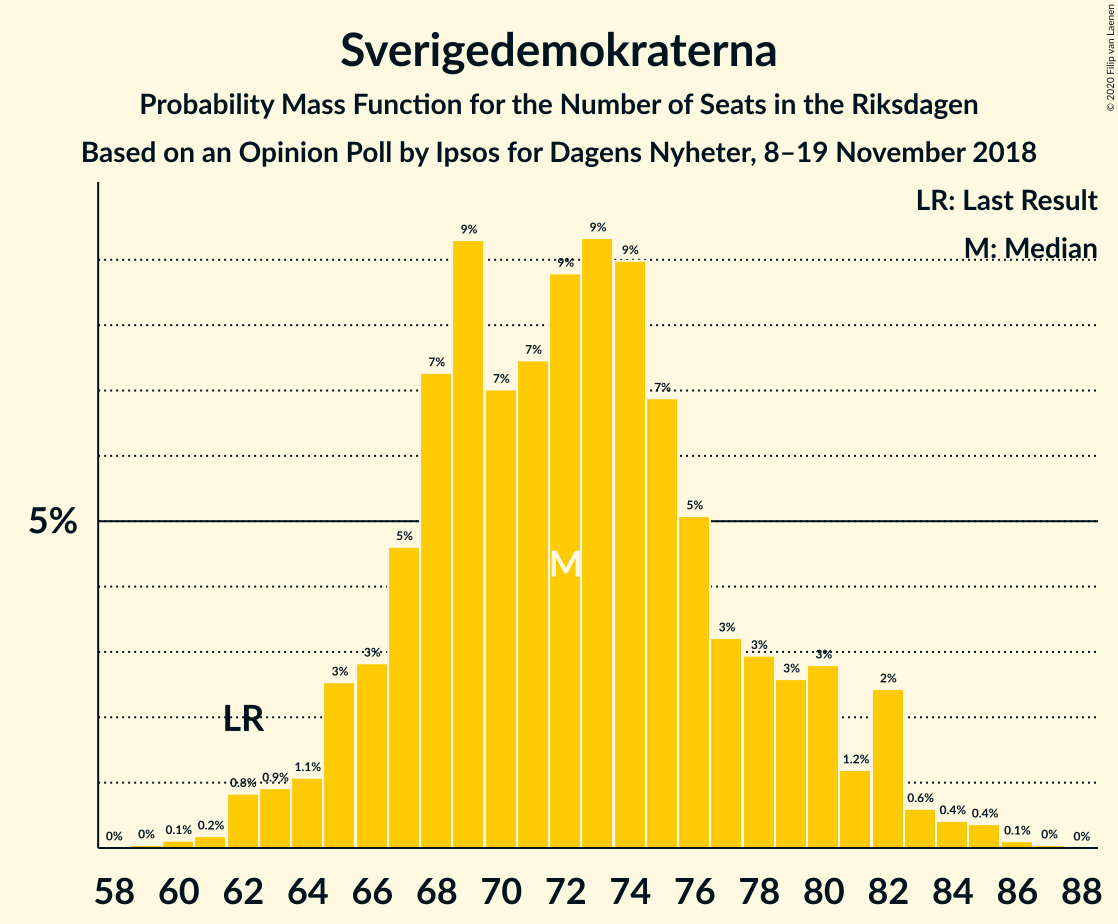 © 2020 Filip van Laenen
Sverigedemokraterna
Probability Mass Function for the Number of Seats in the Riksdagen
Based on an Opinion Poll by Ipsos for Dagens Nyheter, 8–19 November 2018
LR: Last Result
M: Median
5%
0% 0% 0.1% 0.2% 0.8% 0.9% 1.1% 3% 3% 5% 7% 9% 7% 7% 9% 9% 9% 7% 5% 3% 3% 3% 3% 1.2% 2% 0.6% 0.4% 0.4% 0.1% 0% 0%
M
LR
58 60 62 64 66 68 70 72 74 76 78 80 82 84 86 88